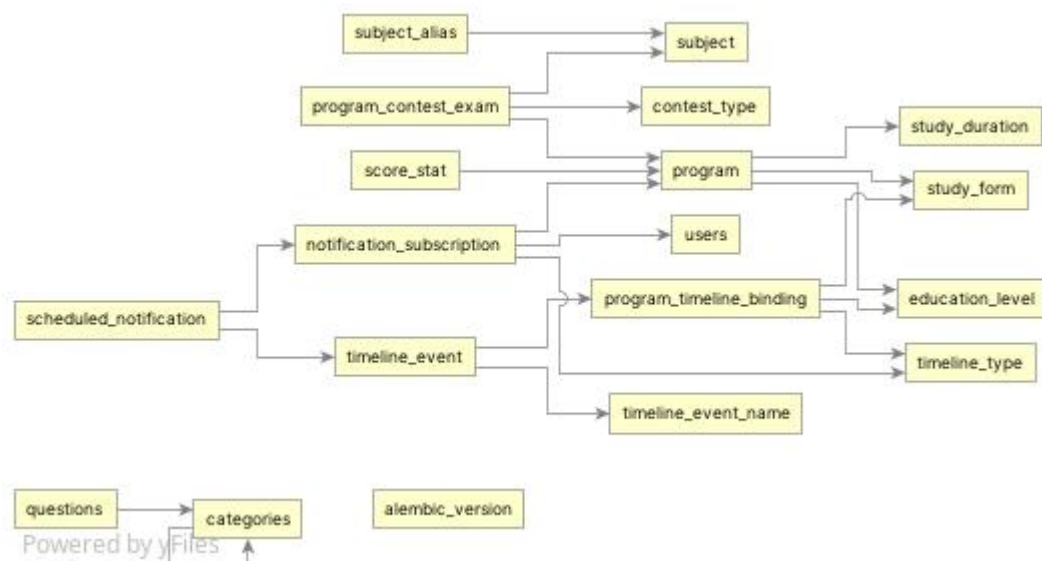 subject_alias
subject
program_contest_exam
contest_type
study_duration
score_stat
program
study_form
notification_subscription
users
program_timeline_binding
education_level
scheduled_notification
timeline_event
timeline_type
timeline_event_name
questions
categories
alembic_version
Powered by yFiles